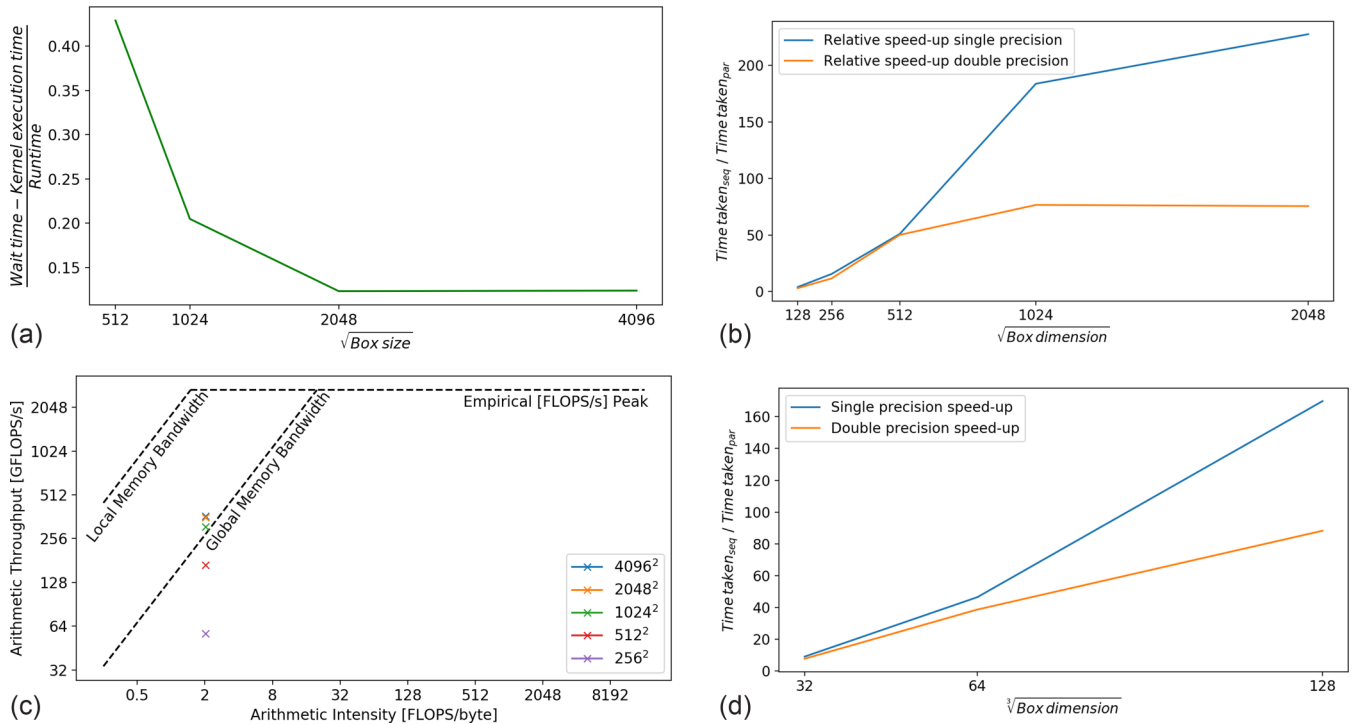 Wait time − Kernel execution time
Runtime
0.40
0.35
0.30
0.25
0.20
0.15
512
1024
2048
4096
√Box size
(a)
Relative speed-up single precision
Relative speed-up double precision
Time taken_seq / Time taken_par
200
150
100
50
0
128
256
512
1024
2048
√Box dimension
(b)
Arithmetic Throughput [GFLOPS/s]
2048
1024
512
256
128
64
32
Local Memory Bandwidth
Global Memory Bandwidth
Empirical [FLOPS/s] Peak
4096²
2048²
1024²
512²
256²
0.5
2
8
32
128
512
2048
8192
Arithmetic Intensity [FLOPS/byte]
(c)
Single precision speed-up
Double precision speed-up
Time taken_seq / Time taken_par
160
140
120
100
80
60
40
20
0
32
64
128
∛Box dimension
(d)